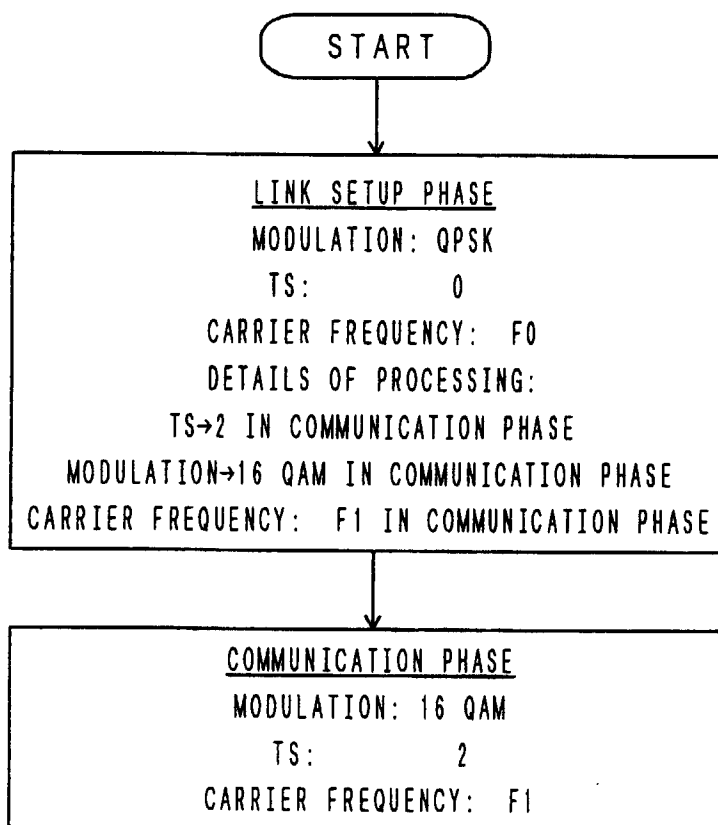 START
LINK SETUP PHASE
MODULATION: QPSK
TS: 0
CARRIER FREQUENCY: F0
DETAILS OF PROCESSING:
TS→2 IN COMMUNICATION PHASE
MODULATION→16 QAM IN COMMUNICATION PHASE
CARRIER FREQUENCY: F1 IN COMMUNICATION PHASE
COMMUNICATION PHASE
MODULATION: 16 QAM
TS: 2
CARRIER FREQUENCY: F1